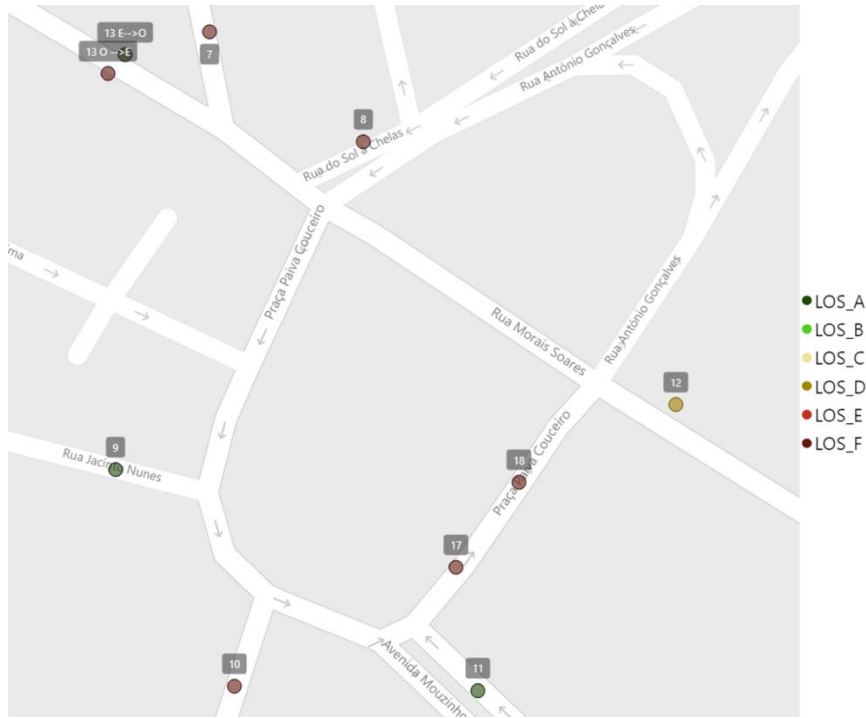 13 E-->O
13 O -->E
7
Rua do Sol à Chelas
Rua António Gonçalves
8
Rua do Sol à Chelas
Praça Paiva Couceiro
ima
Rua António Gonçalves
LOS_A
LOS_B
LOS_C
LOS_D
LOS_E
LOS_F
Rua Morais Soares
12
Praça Paiva Couceiro
9
Rua Jacinto Nunes
18
17
10
11
Avenida Mouzinho